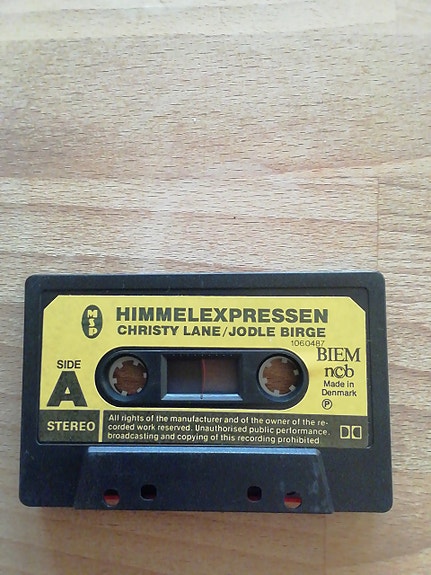 MSP
HIMMELEXPRESSEN
CHRISTY LANE/JODLE BIRGE
1060487
BIEM
ncb
Made in
Denmark
Ⓟ
SIDE
A
STEREO
All rights of the manufacturer and of the owner of the re-
corded work reserved. Unauthorised public performance,
broadcasting and copying of this recording prohibited